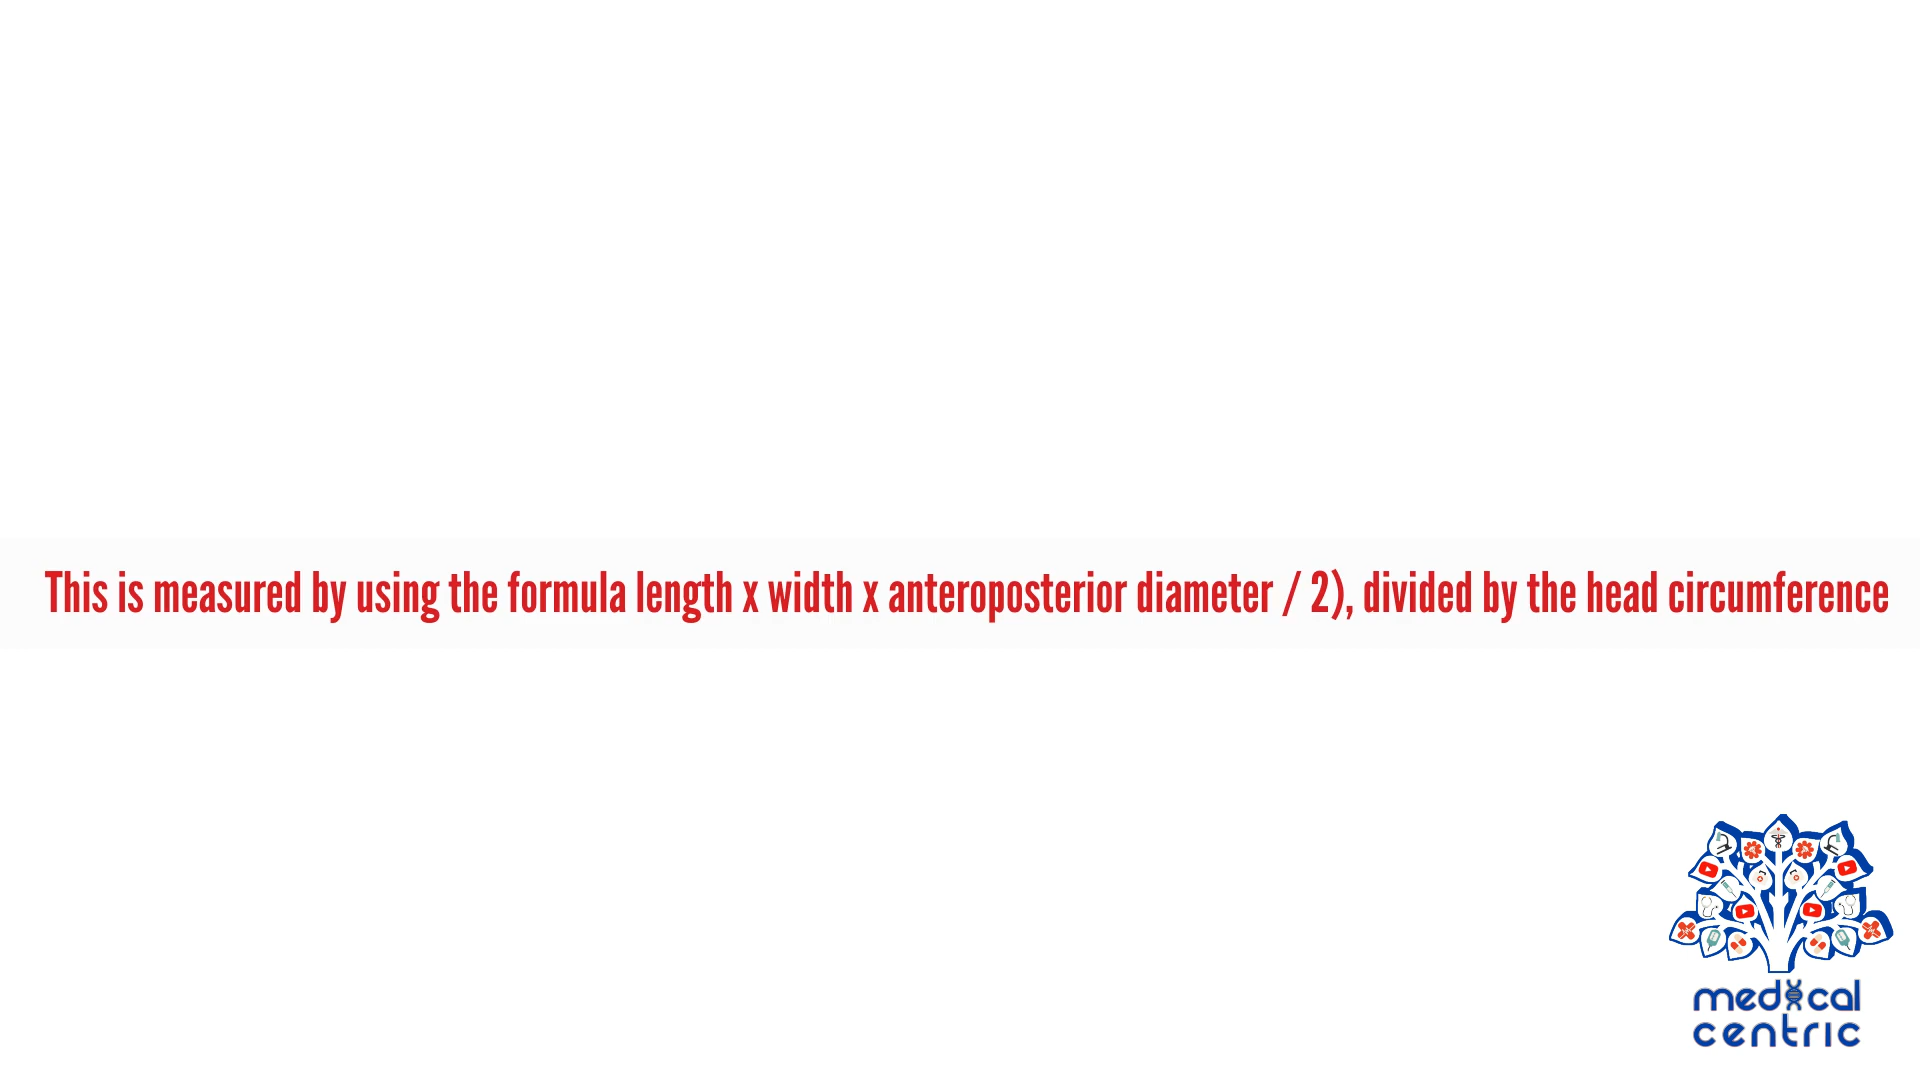 This is measured by using the formula length x width x anteroposterior diameter / 2), divided by the head circumference
medical
centric